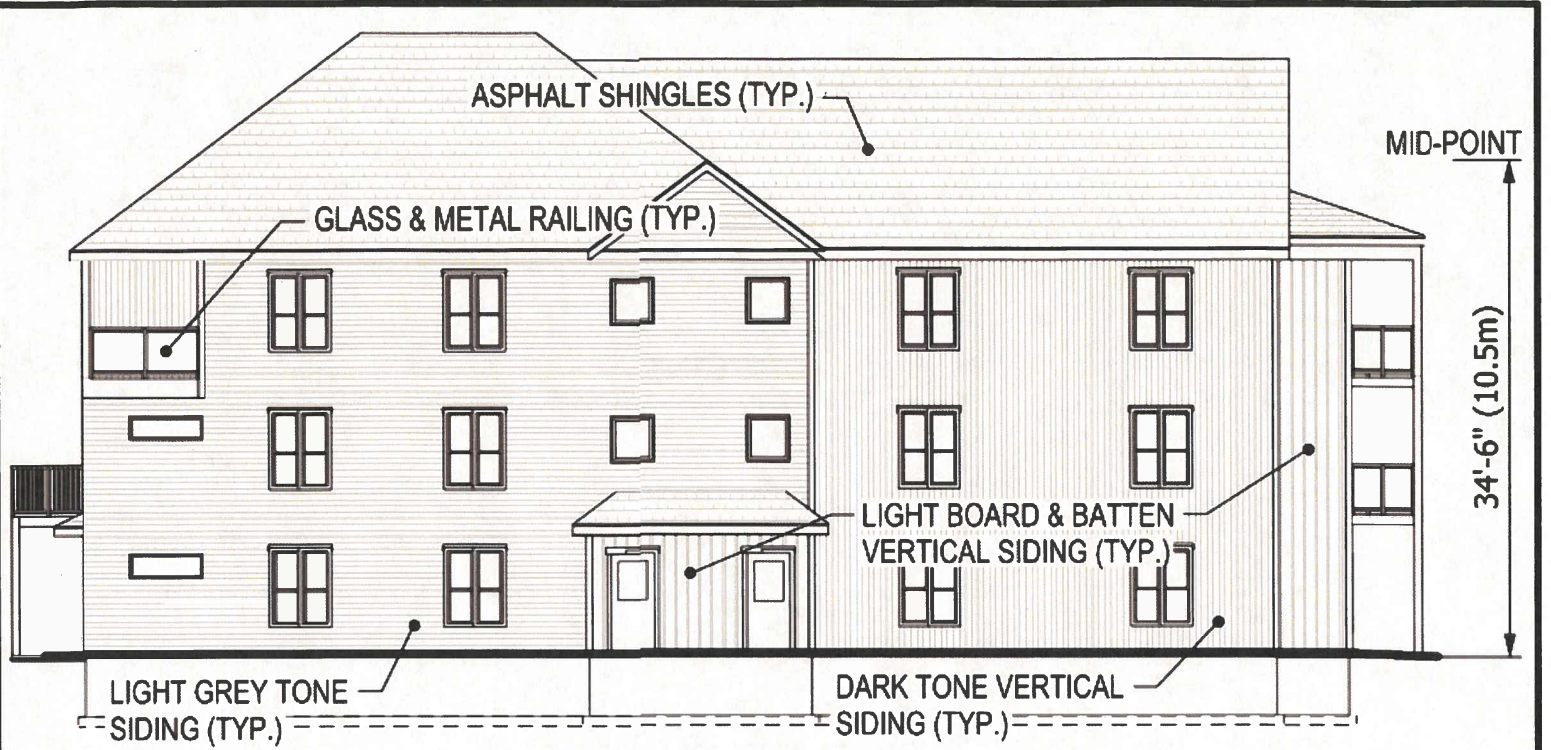 ASPHALT SHINGLES (TYP.)
MID-POINT
GLASS & METAL RAILING (TYP.)
34'-6" (10.5m)
LIGHT BOARD & BATTEN
VERTICAL SIDING (TYP.)
LIGHT GREY TONE
SIDING (TYP.)
DARK TONE VERTICAL
SIDING (TYP.)